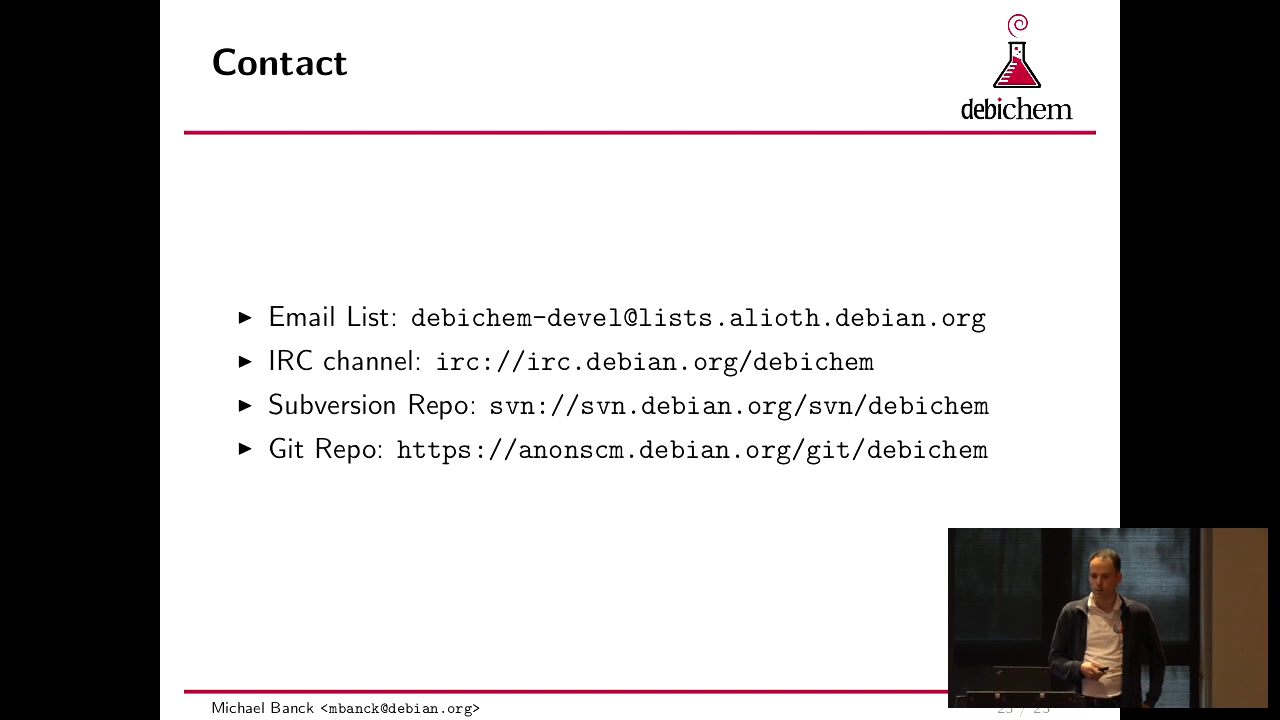 Contact
debichem
▶ Email List: debichem-devel@lists.alioth.debian.org
▶ IRC channel: irc://irc.debian.org/debichem
▶ Subversion Repo: svn://svn.debian.org/svn/debichem
▶ Git Repo: https://anonscm.debian.org/git/debichem
Michael Banck <mbanck@debian.org>